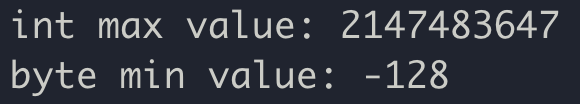 int max value: 2147483647
byte min value: -128